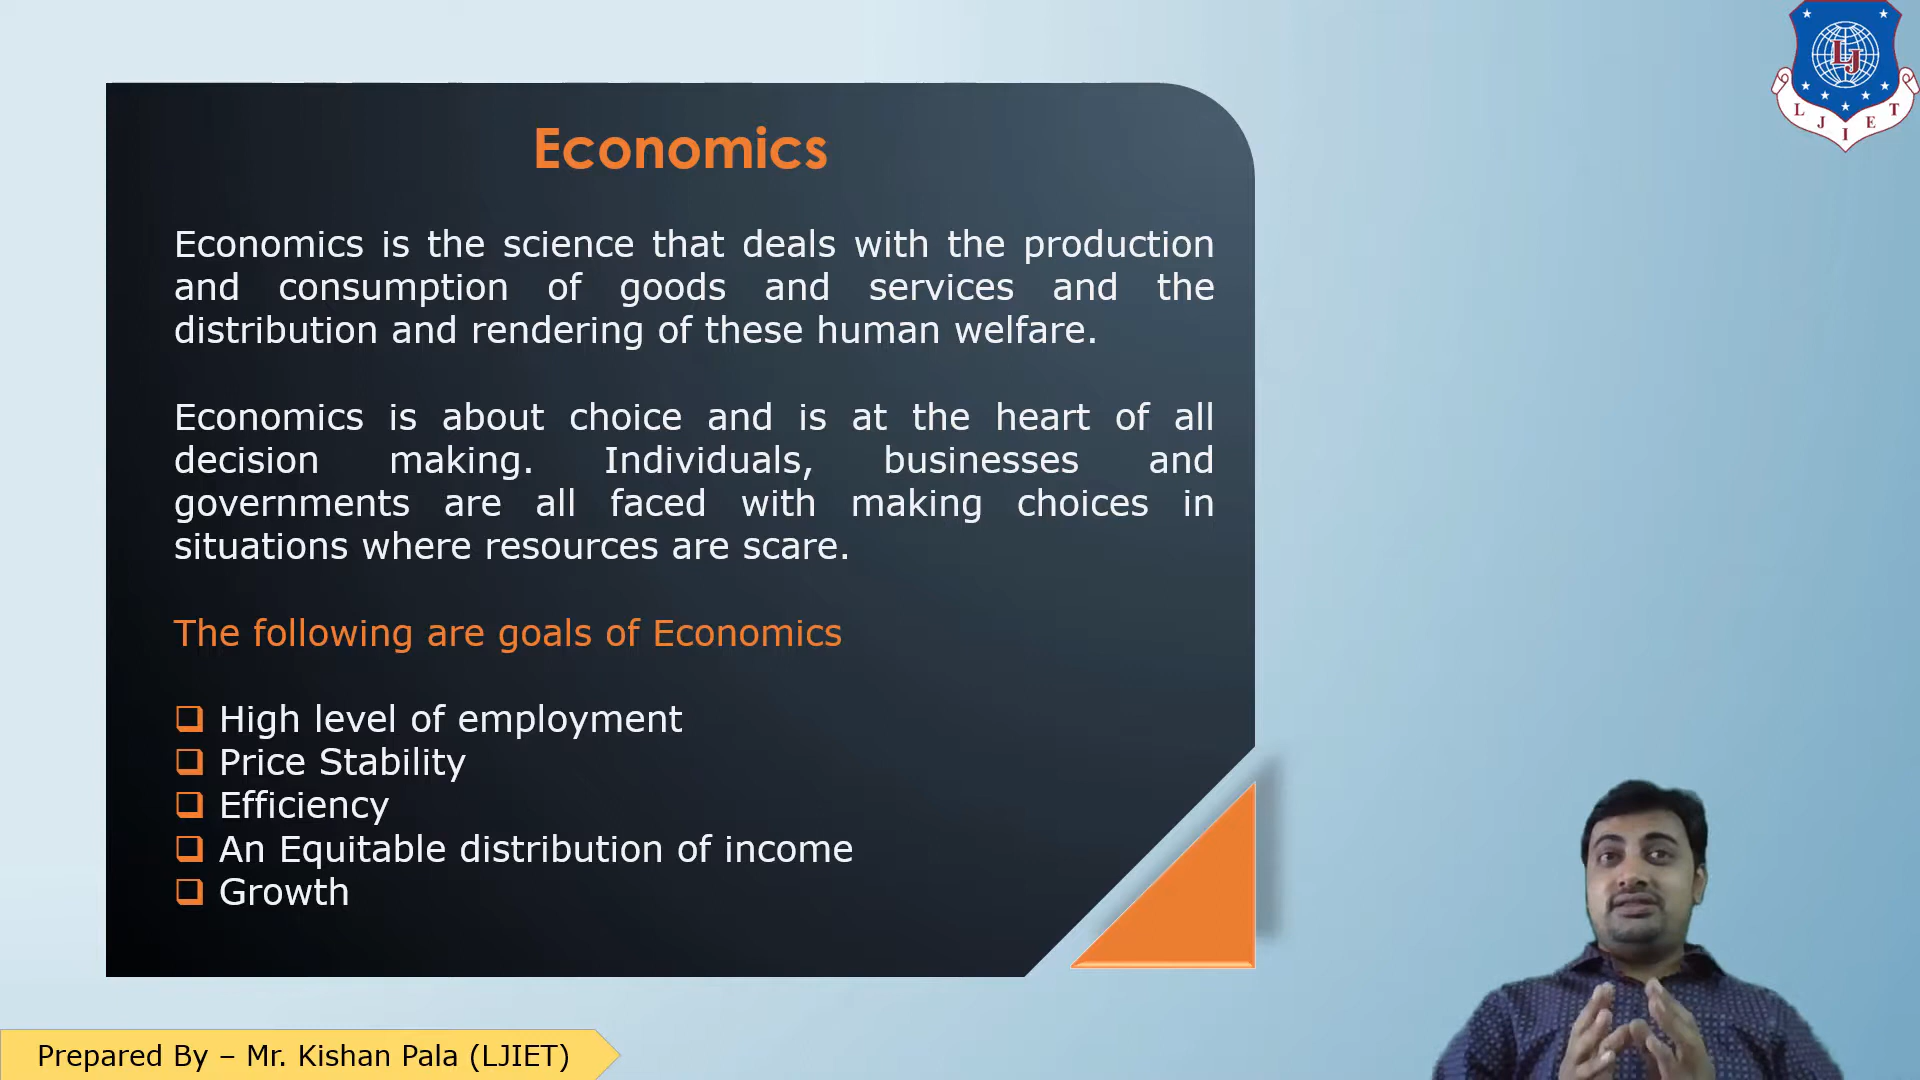 LJ
LJIET
Economics
Economics is the science that deals with the production
and consumption of goods and services and the
distribution and rendering of these human welfare.
Economics is about choice and is at the heart of all
decision making. Individuals, businesses and
governments are all faced with making choices in
situations where resources are scare.
The following are goals of Economics
❑ High level of employment
❑ Price Stability
❑ Efficiency
❑ An Equitable distribution of income
❑ Growth
Prepared By – Mr. Kishan Pala (LJIET)